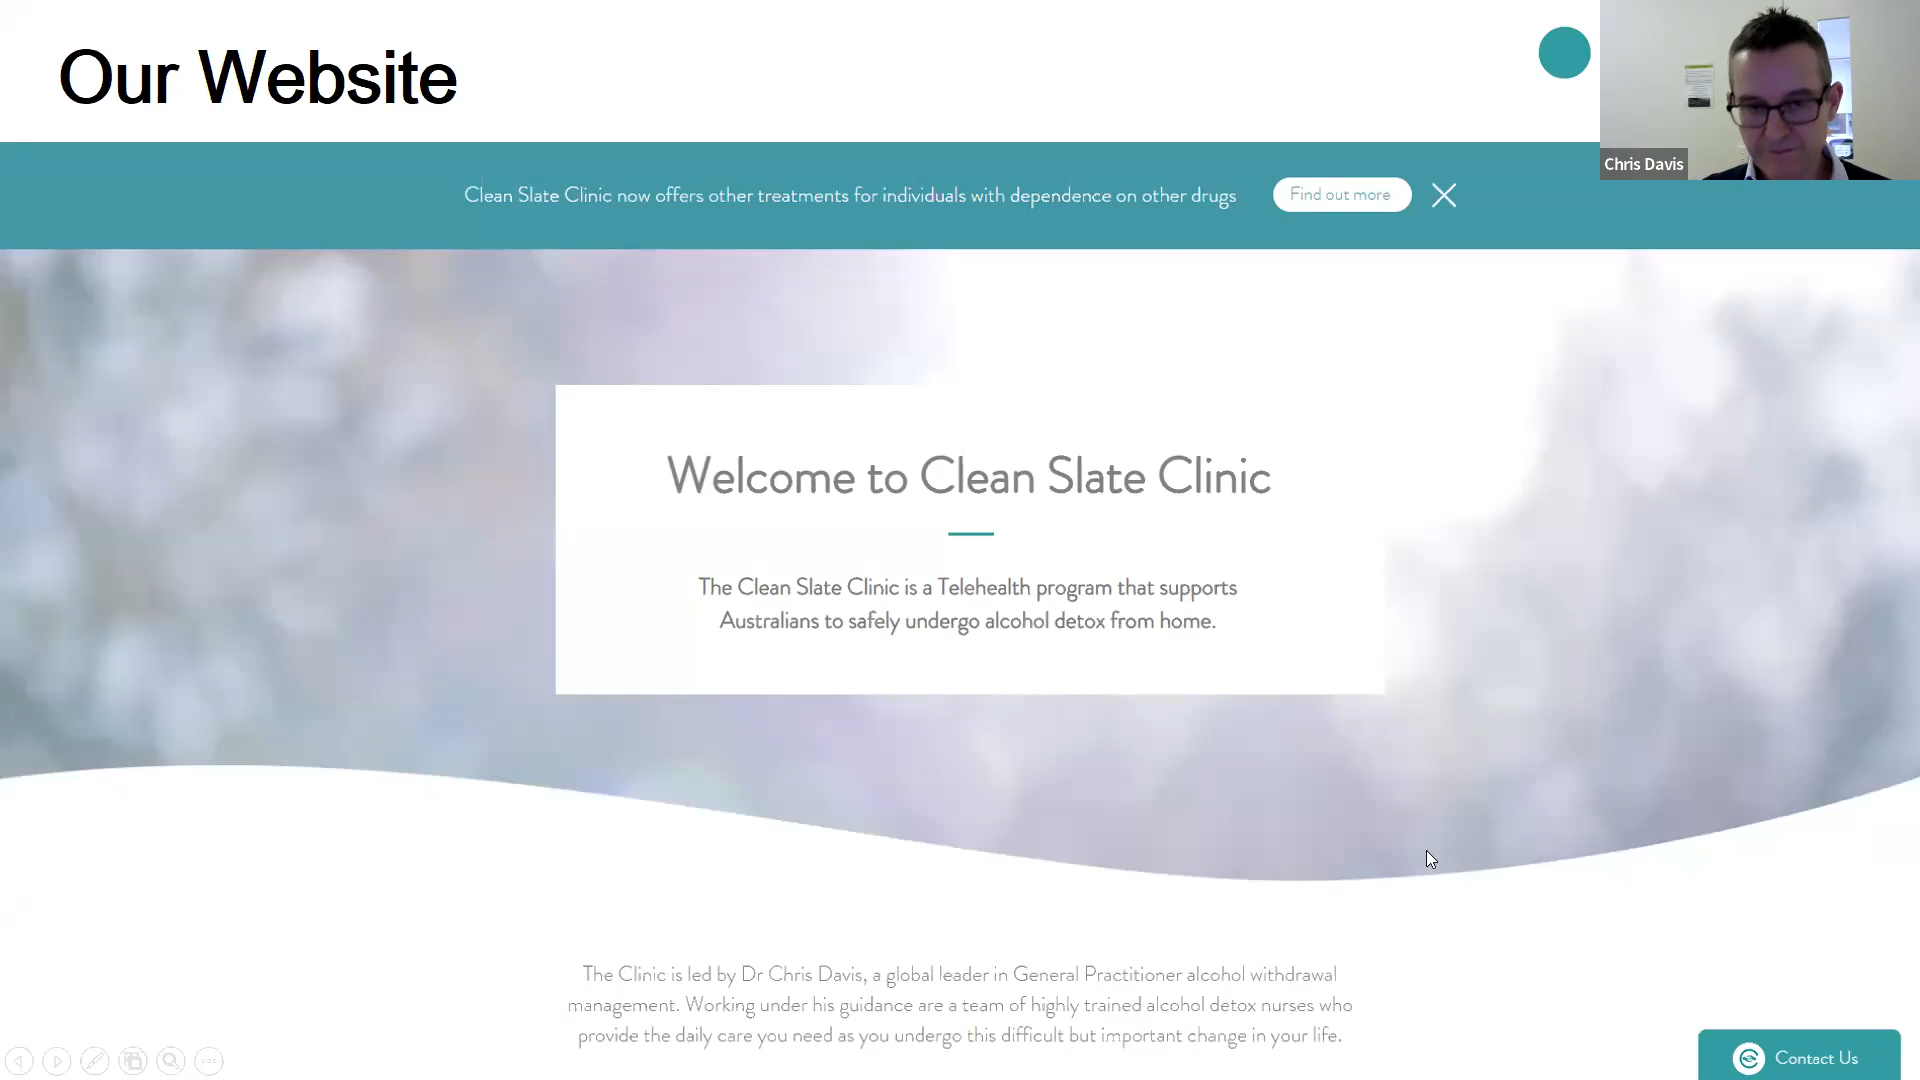 Our Website
Chris Davis
Clean Slate Clinic now offers other treatments for individuals with dependence on other drugs
Find out more
Welcome to Clean Slate Clinic
The Clean Slate Clinic is a Telehealth program that supports
Australians to safely undergo alcohol detox from home.
The Clinic is led by Dr Chris Davis, a global leader in General Practitioner alcohol withdrawal
management. Working under his guidance are a team of highly trained alcohol detox nurses who
provide the daily care you need as you undergo this difficult but important change in your life.
Contact Us